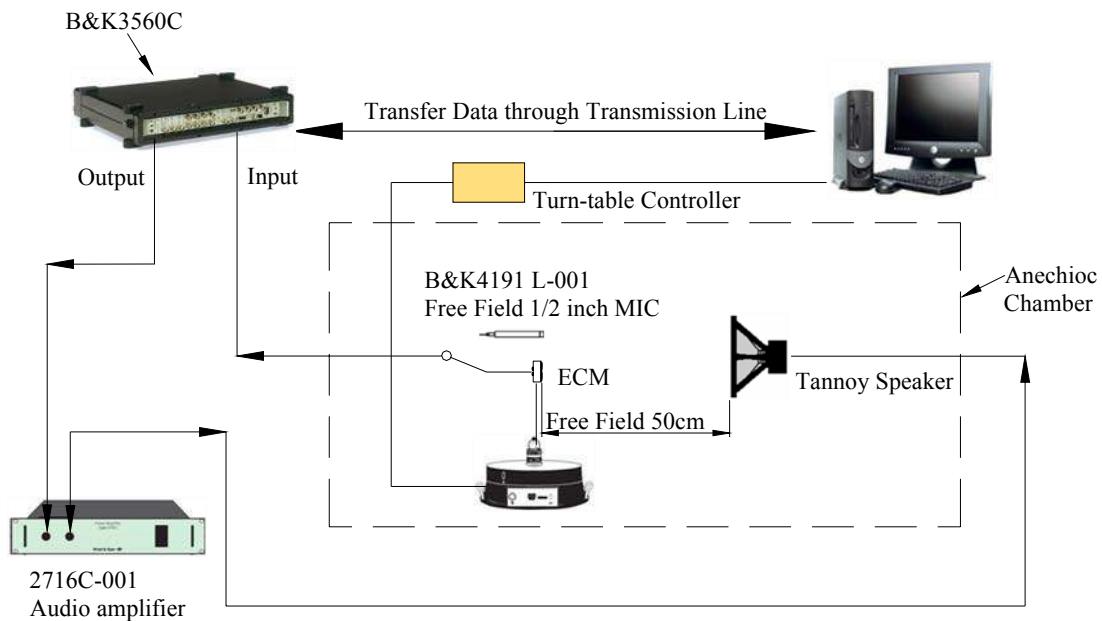 B&K3560C
Transfer Data through Transmission Line
Output
Input
Turn-table Controller
B&K4191 L-001
Free Field 1/2 inch MIC
Anechioc
Chamber
ECM
Tannoy Speaker
Free Field 50cm
2716C-001
Audio amplifier